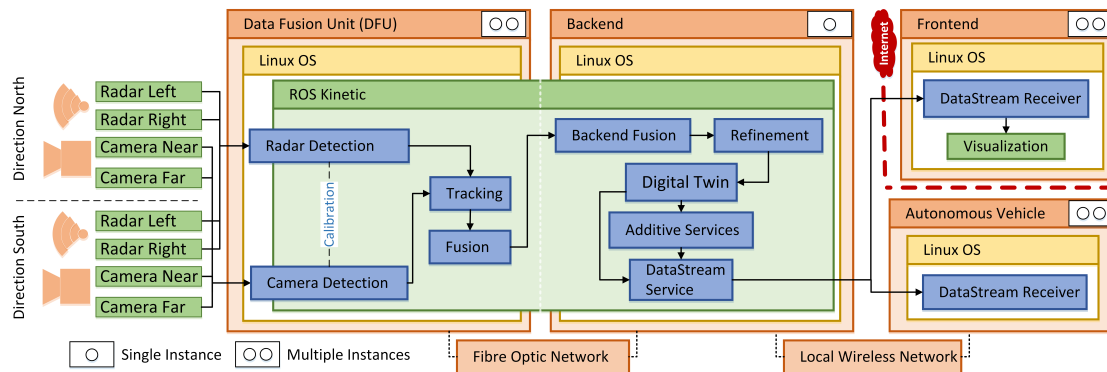 Direction North
Direction South
Radar Left
Radar Right
Camera Near
Camera Far
Radar Left
Radar Right
Camera Near
Camera Far
Data Fusion Unit (DFU)
Linux OS
Backend
Linux OS
ROS Kinetic
Radar Detection
Calibration
Camera Detection
Tracking
Fusion
Backend Fusion
Refinement
Digital Twin
Additive Services
DataStream
Service
Internet
Frontend
Linux OS
DataStream Receiver
Visualization
Autonomous Vehicle
Linux OS
DataStream Receiver
Single Instance
Multiple Instances
Fibre Optic Network
Local Wireless Network